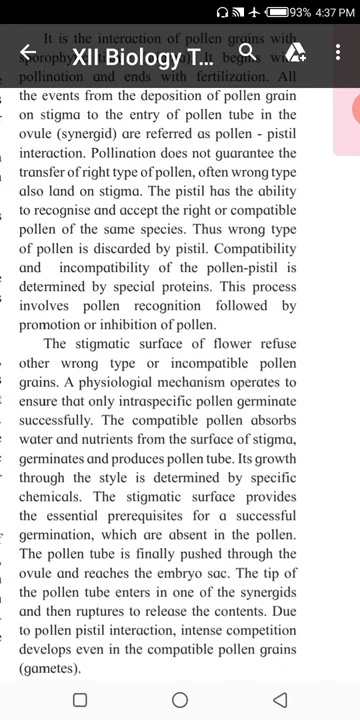 93% 4:37 PM
XII Biology T...
It is the interaction of pollen grains with
pollination and ends with fertilization. All
the events from the deposition of pollen grain
on stigma to the entry of pollen tube in the
ovule (synergid) are referred as pollen - pistil
interaction. Pollination does not guarantee the
transfer of right type of pollen, often wrong type
also land on stigma. The pistil has the ability
to recognise and accept the right or compatible
pollen of the same species. Thus wrong type
of pollen is discarded by pistil. Compatibility
and incompatibility of the pollen-pistil is
determined by special proteins. This process
involves pollen recognition followed by
promotion or inhibition of pollen.
The stigmatic surface of flower refuse
other wrong type or incompatible pollen
grains. A physiological mechanism operates to
ensure that only intraspecific pollen germinate
successfully. The compatible pollen absorbs
water and nutrients from the surface of stigma,
germinates and produces pollen tube. Its growth
through the style is determined by specific
chemicals. The stigmatic surface provides
the essential prerequisites for a successful
germination, which are absent in the pollen.
The pollen tube is finally pushed through the
ovule and reaches the embryo sac. The tip of
the pollen tube enters in one of the synergids
and then ruptures to release the contents. Due
to pollen pistil interaction, intense competition
develops even in the compatible pollen grains
(gametes).